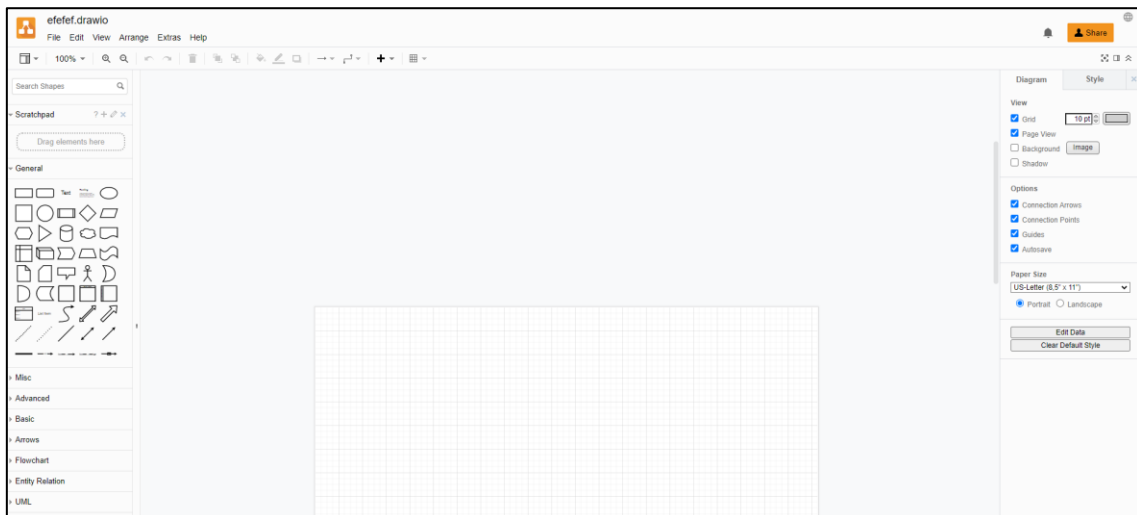 efefef.drawio
File Edit View Arrange Extras Help
Share
100%
Search Shapes
Scratchpad
?
Drag elements here
General
Text
Misc
Advanced
Basic
Arrows
Flowchart
Entity Relation
UML
Diagram Style
View
Grid 10 pt
Page View
Background Image
Shadow
Options
Connection Arrows
Connection Points
Guides
Autosave
Paper Size
US-Letter (8,5" x 11")
Portrait Landscape
Edit Data
Clear Default Style